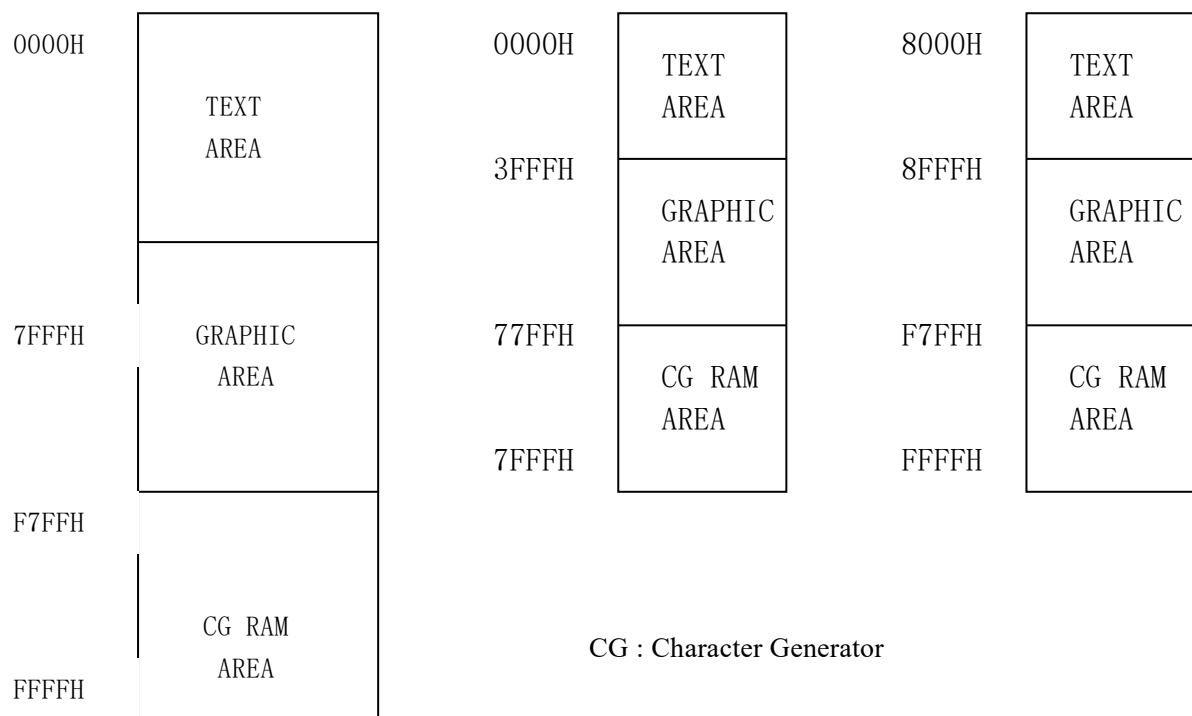 0000H
TEXT
AREA
7FFFH
GRAPHIC
AREA
F7FFH
CG RAM
AREA
FFFFH
0000H
TEXT
AREA
3FFFH
GRAPHIC
AREA
77FFH
CG RAM
AREA
7FFFH
8000H
TEXT
AREA
8FFFH
GRAPHIC
AREA
F7FFH
CG RAM
AREA
FFFFH
CG : Character Generator